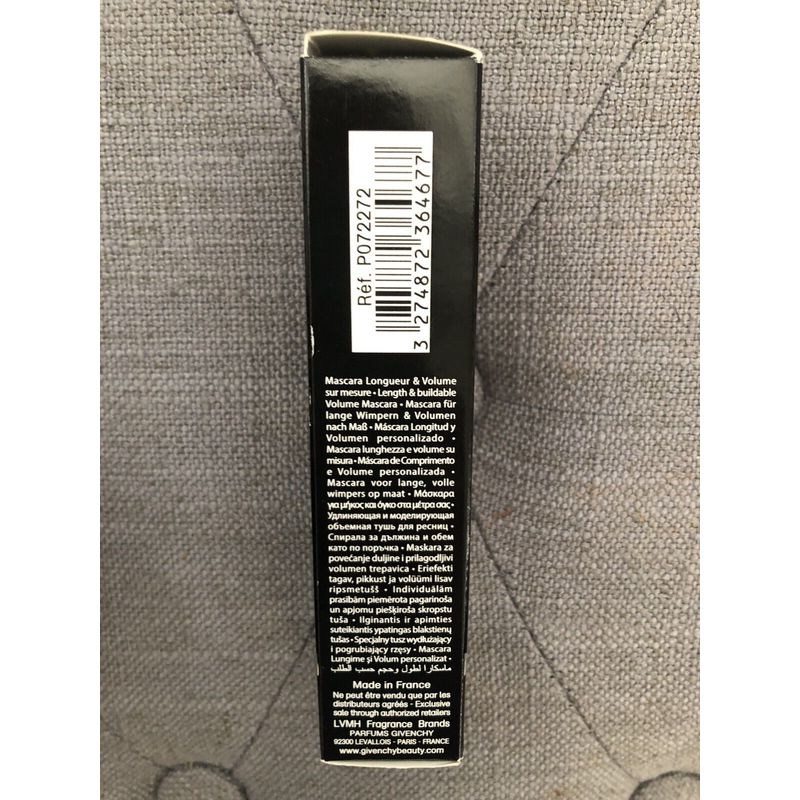 Réf. P072272
3 274872 364677
Mascara Longueur & Volume
sur mesure • Length & buildable
Volume Mascara • Mascara für
lange Wimpern & Volumen
nach Maß • Máscara Longitud y
Volumen personalizado •
Mascara lunghezza e volume su
misura • Máscara de Comprimento
e Volume personalizada •
Mascara voor lange, volle
wimpers op maat • Μάσκαρα
για μήκος και όγκο στα μέτρα σας •
Удлиняющая и моделирующая
объемная тушь для ресниц •
Спирала за дължина и обем
като по поръчка • Maskara za
povećanje duljine i prilagodljivi
volumen trepavica • Eriefekti
tagav, pikkust ja volüümi lisav
ripsmetušš • Individuālām
prasībām piemērota pagarinoša
un apjomu piešķiroša skropstu
tuša • Ilginantis ir apimties
suteikiantis ypatingas blakstienų
tušas • Specjalny tusz wydłużający
i pogrubiający rzęsy • Mascara
Lungime şi Volum personalizat •
ماسكارا لطول وحجم حسب الطلب
Made in France
Ne peut être vendu que par les
distributeurs agréés - Exclusive
sale through authorized retailers
LVMH Fragrance Brands
PARFUMS GIVENCHY
92300 LEVALLOIS - PARIS - FRANCE
www.givenchybeauty.com